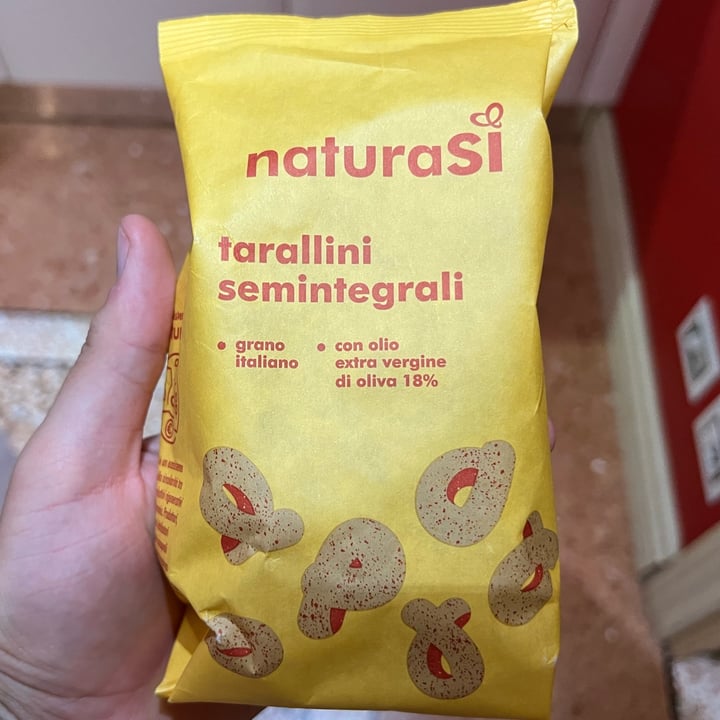 naturasì
tarallini
semintegrali
• grano
italiano
• con olio
extra vergine
di oliva 18%